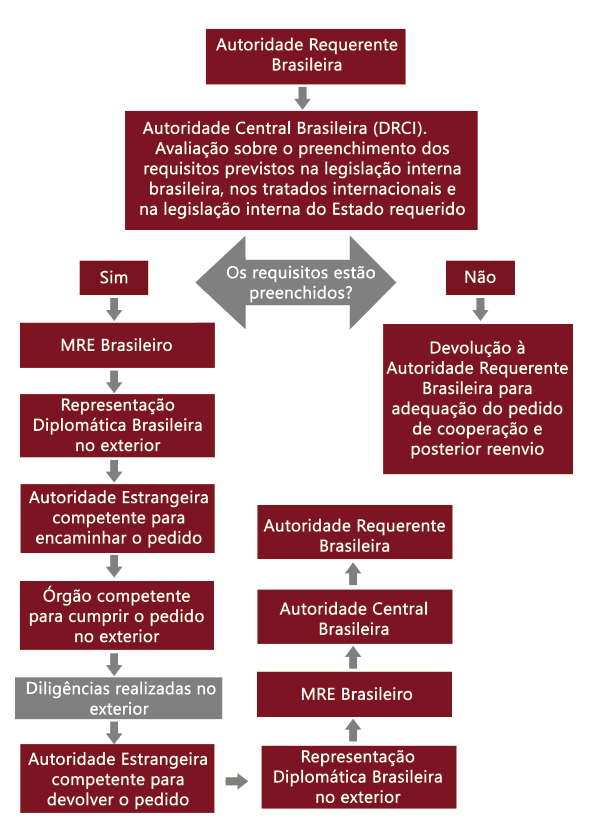 Autoridade Requerente
Brasileira
Autoridade Central Brasileira (DRCI).
Avaliação sobre o preenchimento dos
requisitos previstos na legislação interna
brasileira, nos tratados internacionais e
na legislação interna do Estado requerido
Os requisitos estão
preenchidos?
Sim
Não
MRE Brasileiro
Devolução à
Autoridade Requerente
Brasileira para
adequação do pedido
de cooperação e
posterior reenvio
Representação
Diplomática Brasileira
no exterior
Autoridade Estrangeira
competente para
encaminhar o pedido
Órgão competente
para cumprir o pedido
no exterior
Diligências realizadas no
exterior
Autoridade Estrangeira
competente para
devolver o pedido
Representação
Diplomática Brasileira
no exterior
MRE Brasileiro
Autoridade Central
Brasileira
Autoridade Requerente
Brasileira